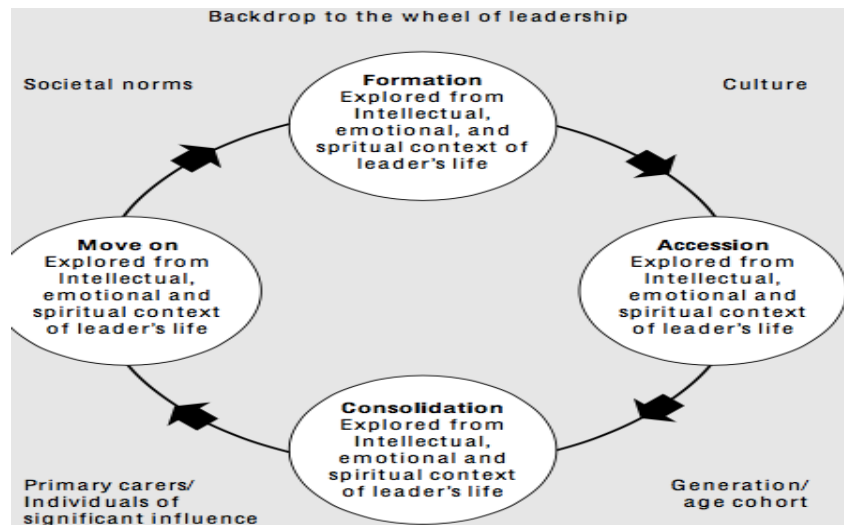 Backdrop to the wheel of leadership
Societal norms
Culture
Formation
Explored from
Intellectual,
emotional, and
spritual context of
leader's life
Move on
Explored from
Intellectual,
emotional and
spiritual context
of leader's life
Accession
Explored from
Intellectual,
emotional and
spiritual context
of leader's life
Consolidation
Explored from
Intellectual,
emotional and
spiritual context
of leader's life
Primary carers/
Individuals of
significant influence
Generation/
age cohort